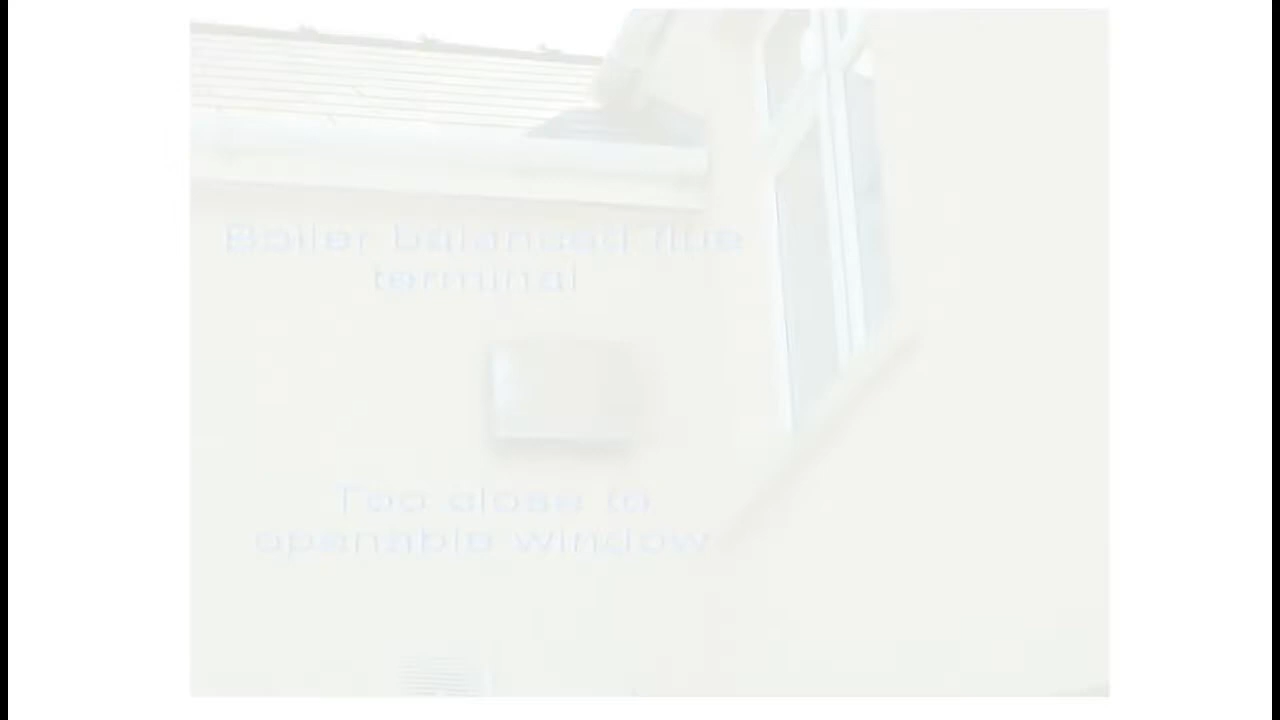 Boiler balanced flue
terminal
Too close to
openable window